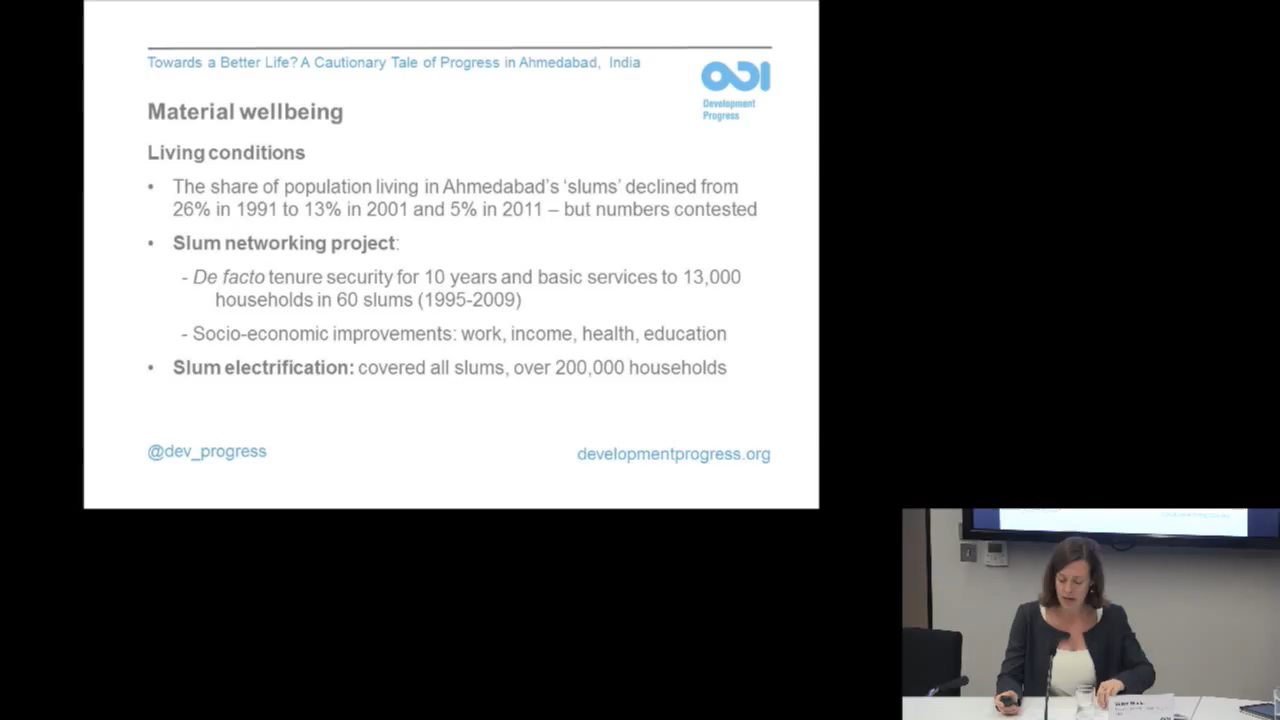 Towards a Better Life? A Cautionary Tale of Progress in Ahmedabad, India
ODI
Development
Progress
Material wellbeing
Living conditions
• The share of population living in Ahmedabad's ‘slums’ declined from
26% in 1991 to 13% in 2001 and 5% in 2011 – but numbers contested
• Slum networking project:
- De facto tenure security for 10 years and basic services to 13,000
households in 60 slums (1995-2009)
- Socio-economic improvements: work, income, health, education
• Slum electrification: covered all slums, over 200,000 households
@dev_progress
developmentprogress.org